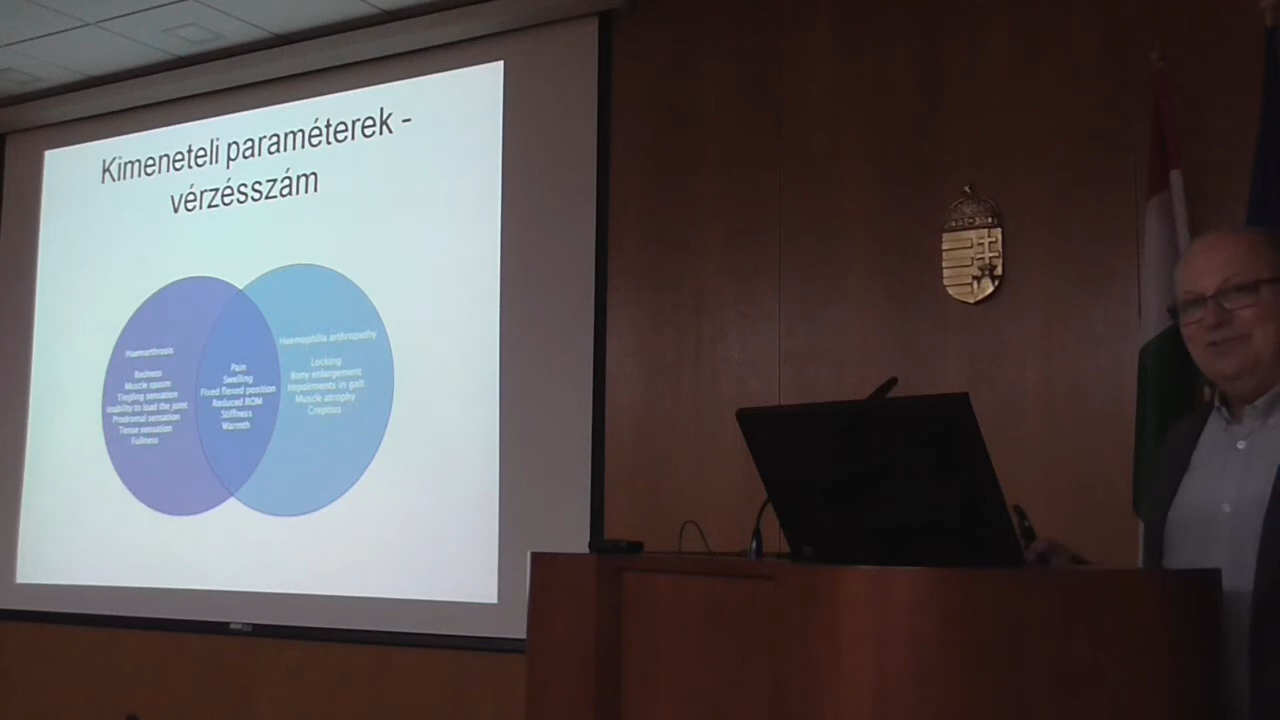 Kimeneteli paraméterek -
vérzésszám
Haemarthrosis
Redness
Muscle spasm
Tingling sensation
Inability to load the joint
Prodromal sensation
Tense sensation
Fullness
Pain
Swelling
Fixed flexed position
Reduced ROM
Stiffness
Warmth
Haemophilia arthropathy
Locking
Bony enlargement
Impairments in gait
Muscle atrophy
Crepitus